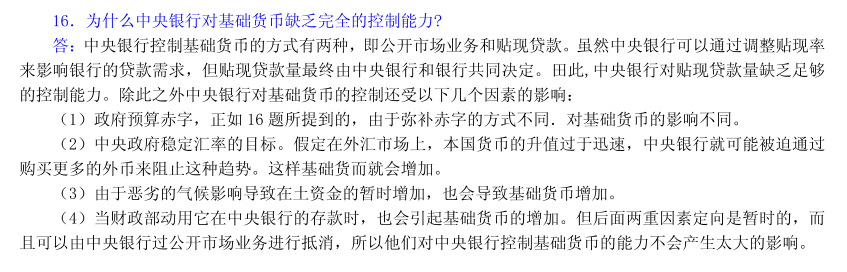 16．为什么中央银行对基础货币缺乏完全的控制能力?
答：中央银行控制基础货币的方式有两种，即公开市场业务和贴现贷款。虽然中央银行可以通过调整贴现率
来影响银行的贷款需求，但贴现贷款量最终由中央银行和银行共同决定。田此,中央银行对贴现贷款量缺乏足够
的控制能力。除此之外中央银行对基础货币的控制还受以下几个因素的影响：
（1）政府预算赤字，正如 16 题所提到的，由于弥补赤字的方式不同．对基础货币的影响不同。
（2）中央政府稳定汇率的目标。假定在外汇市场上，本国货币的升值过于迅速，中央银行就可能被迫通过
购买更多的外币来阻止这种趋势。这样基础货而就会增加。
（3）由于恶劣的气候影响导致在土资金的暂时增加，也会导致基础货币增加。
（4）当财政部动用它在中央银行的存款时，也会引起基础货币的增加。但后面两重因素定向是暂时的，而
且可以由中央银行过公开市场业务进行抵消，所以他们对中央银行控制基础货币的能力不会产生太大的影响。